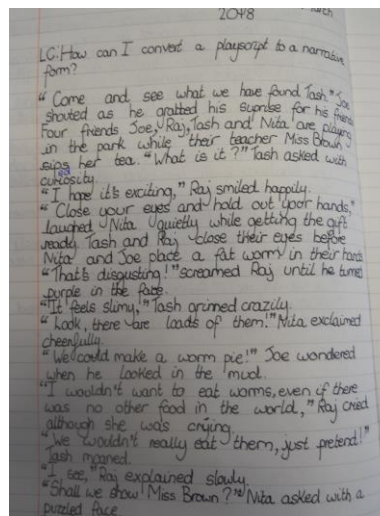 March
2048
LC: How can I convert a playscript to a narrative
form?
"Come and see what we have found Tash." Joe
shouted as he grabbed his suprise for his friends
Four friends Joe, Raj, Tash and Nita are playing
in the park while their teacher Miss Brown
sips her tea. "What is it?" Tash asked with
curiosity.
"I hope it's exciting," Raj smiled happily.
"Close your eyes and hold out your hands,"
laughed Nita quietly while getting the gift
ready. Tash and Raj close their eyes before
Nita and Joe place a fat worm in their hands
"That's disgusting!" screamed Raj until he turned
purple in the face.
"It feels slimy," Tash grinned crazily.
"Look, there are loads of them!" Nita exclaimed
cheerfully.
"We could make a worm pie!" Joe wondered
when he looked in the mud.
"I wouldn't want to eat worms, even if there
was no other food in the world," Raj cried
although she was crying.
"We wouldn't really eat them, just pretend!"
Tash moaned.
"I see," Raj explained slowly.
"Shall we show Miss Brown?" Nita asked with a
puzzled face